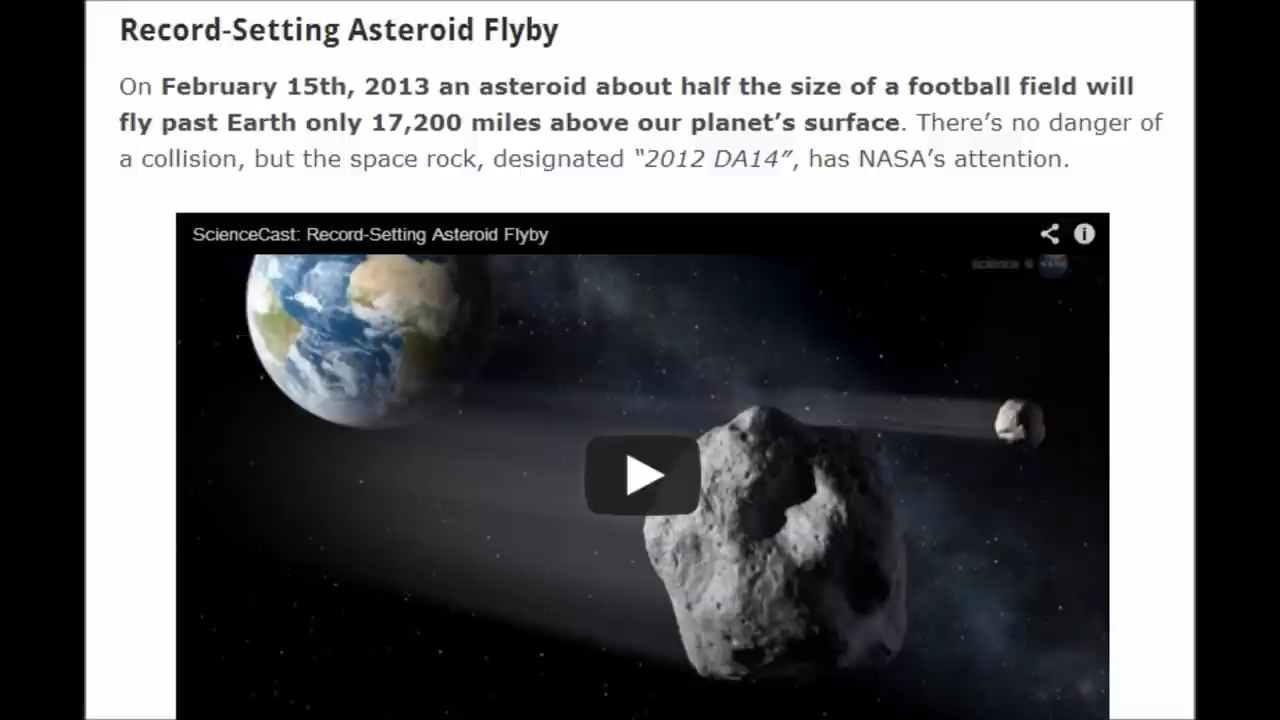 Record-Setting Asteroid Flyby
On February 15th, 2013 an asteroid about half the size of a football field will
fly past Earth only 17,200 miles above our planet’s surface. There’s no danger of
a collision, but the space rock, designated “2012 DA14”, has NASA’s attention.
ScienceCast: Record-Setting Asteroid Flyby
science @